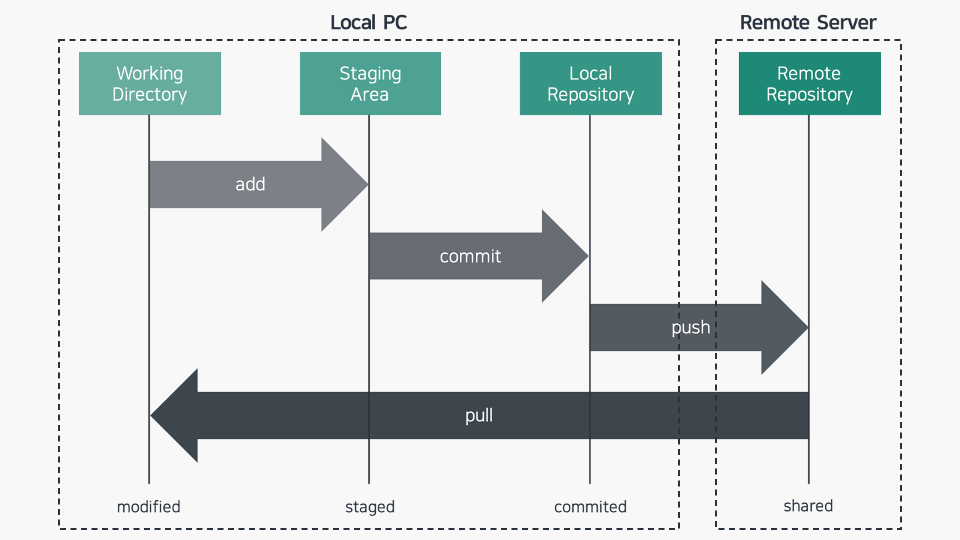 Local PC
Remote Server
Working
Directory
Staging
Area
Local
Repository
Remote
Repository
add
commit
push
pull
modified
staged
commited
shared